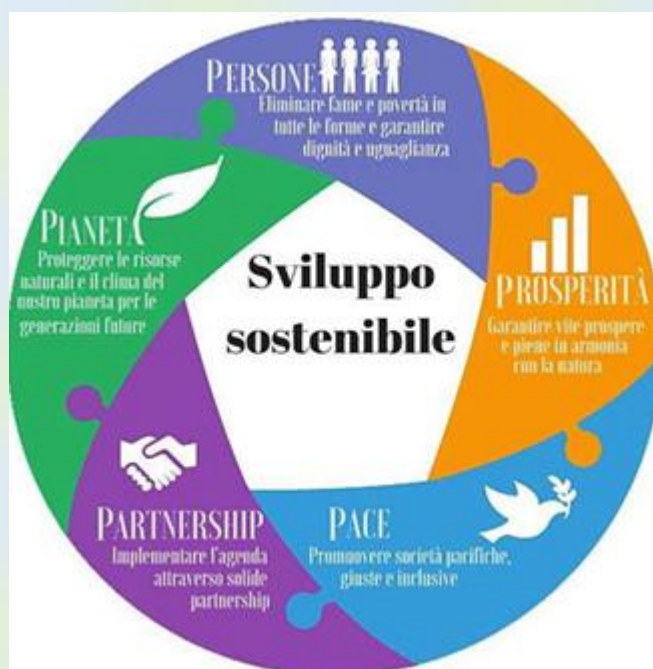 PERSONE
Eliminare fame e povertà in
tutte le forme e garantire
dignità e uguaglianza
PROSPERITÀ
Garantire vite prospere
e piene in armonia
con la natura
PACE
Promuovere società pacifiche,
giuste e inclusive
PARTNERSHIP
Implementare l'agenda
attraverso solide
partnership
PIANETA
Proteggere le risorse
naturali e il clima del
nostro pianeta per le
generazioni future
Sviluppo
sostenibile